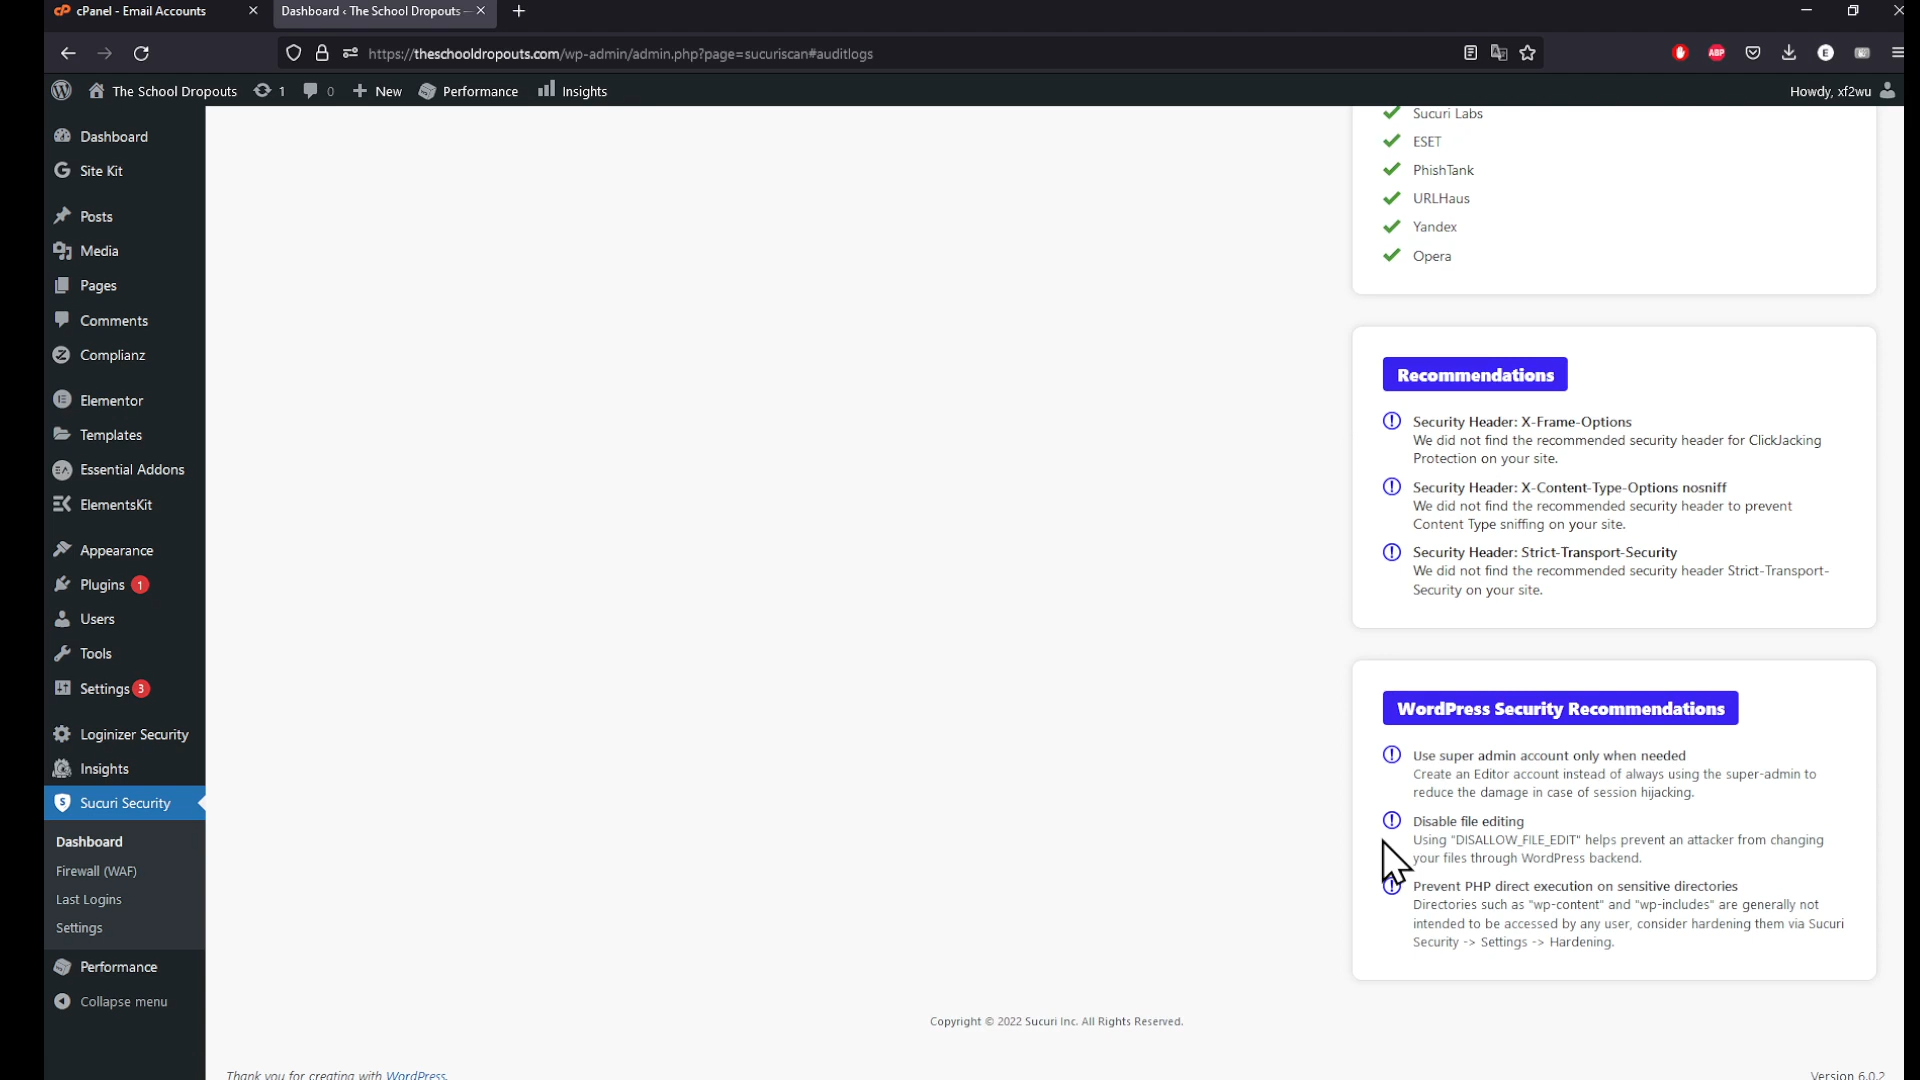 cPanel - Email Accounts
Dashboard ‹ The School Dropouts —
https://theschooldropouts.com/wp-admin/admin.php?page=sucuriscan#auditlogs
ABP
E
The School Dropouts
1
0
New
Performance
Insights
Howdy, xf2wu
Dashboard
Site Kit
Posts
Media
Pages
Comments
Complianz
Elementor
Templates
Essential Addons
ElementsKit
Appearance
Plugins 1
Users
Tools
Settings 3
Loginizer Security
Insights
Sucuri Security
Dashboard
Firewall (WAF)
Last Logins
Settings
Performance
Collapse menu
Sucuri Labs
ESET
PhishTank
URLHaus
Yandex
Opera
Recommendations
Security Header: X-Frame-Options
We did not find the recommended security header for ClickJacking
Protection on your site.
Security Header: X-Content-Type-Options nosniff
We did not find the recommended security header to prevent
Content Type sniffing on your site.
Security Header: Strict-Transport-Security
We did not find the recommended security header Strict-Transport-
Security on your site.
WordPress Security Recommendations
Use super admin account only when needed
Create an Editor account instead of always using the super-admin to
reduce the damage in case of session hijacking.
Disable file editing
Using "DISALLOW_FILE_EDIT" helps prevent an attacker from changing
your files through WordPress backend.
Prevent PHP direct execution on sensitive directories
Directories such as "wp-content" and "wp-includes" are generally not
intended to be accessed by any user, consider hardening them via Sucuri
Security -> Settings -> Hardening.
Copyright © 2022 Sucuri Inc. All Rights Reserved.
Thank you for creating with WordPress.
Version 6.0.2